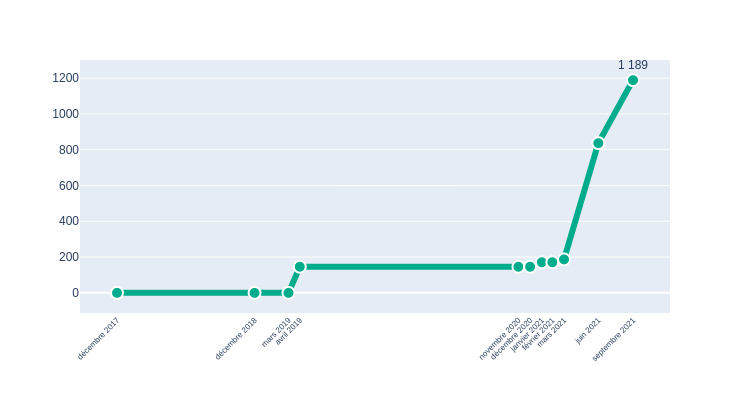 1 189
1200
1000
800
600
400
200
0
décembre 2017
décembre 2018
mars 2019
avril 2019
novembre 2020
décembre 2020
janvier 2021
février 2021
mars 2021
juin 2021
septembre 2021